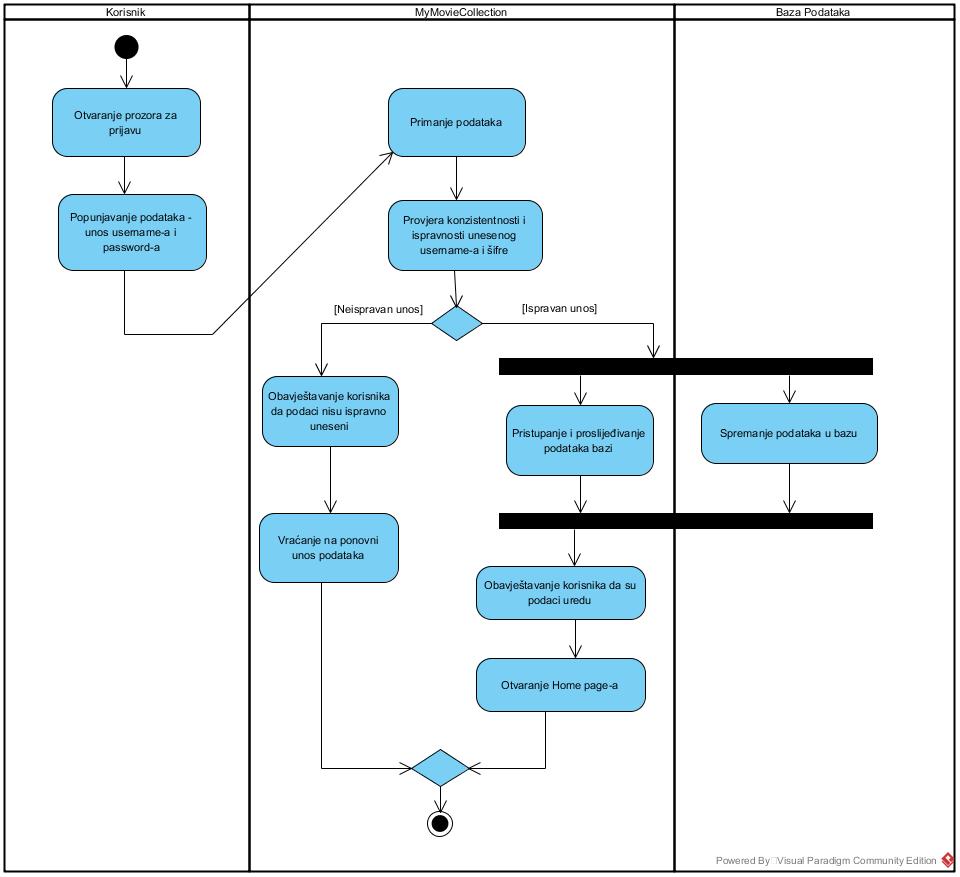 Korisnik
MyMovieCollection
Baza Podataka
Otvaranje prozora za
prijavu
Primanje podataka
Popunjavanje podataka -
unos username-a i
password-a
Provjera konzistentnosti i
ispravnosti unesenog
username-a i šifre
[Neispravan unos]
[Ispravan unos]
Obavještavanje korisnika
da podaci nisu ispravno
uneseni
Pristupanje i proslijeđivanje
podataka bazi
Spremanje podataka u bazu
Vraćanje na ponovni
unos podataka
Obavještavanje korisnika da su
podaci uredu
Otvaranje Home page-a
Powered By Visual Paradigm Community Edition